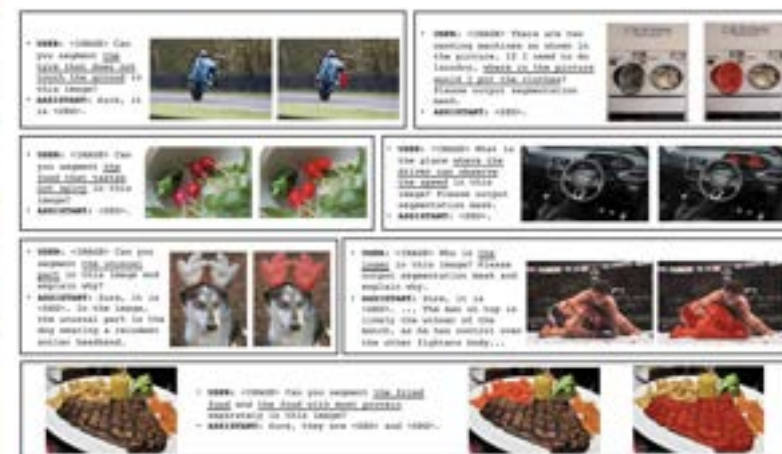 USER: <IMAGE> Can
you segment the
tire that does not
touch the ground in
this image?
ASSISTANT: Sure, it
is <SEG>.
USER: <IMAGE> There are two
washing machines as shown in
the picture. If I need to do
laundry, where in the picture
would I put the clothes?
Please output segmentation
mask.
ASSISTANT: <SEG>.
USER: <IMAGE> Can
you segment the
food that tastes
not spicy in this
image?
ASSISTANT: <SEG>.
USER: <IMAGE> What is
the place where the
driver can observe
the speed in this
image? Please output
segmentation mask.
ASSISTANT: <SEG>.
USER: <IMAGE> Can you
segment the unusual
part in this image and
explain why?
ASSISTANT: Sure, it is
<SEG>. In the image,
the unusual part is the
dog wearing a reindeer
antler headband.
USER: <IMAGE> Who is the
in this image? Please
output segmentation mask and
explain why.
ASSISTANT: Sure, it is
<SEG>. ... The man on top is
likely the winner of the
match, as he has control over
the other fighters body...
USER: <IMAGE> Can you segment the fried
food and the food with most protein
separately in this image?
ASSISTANT: Sure, they are <SEG> and <SEG>.